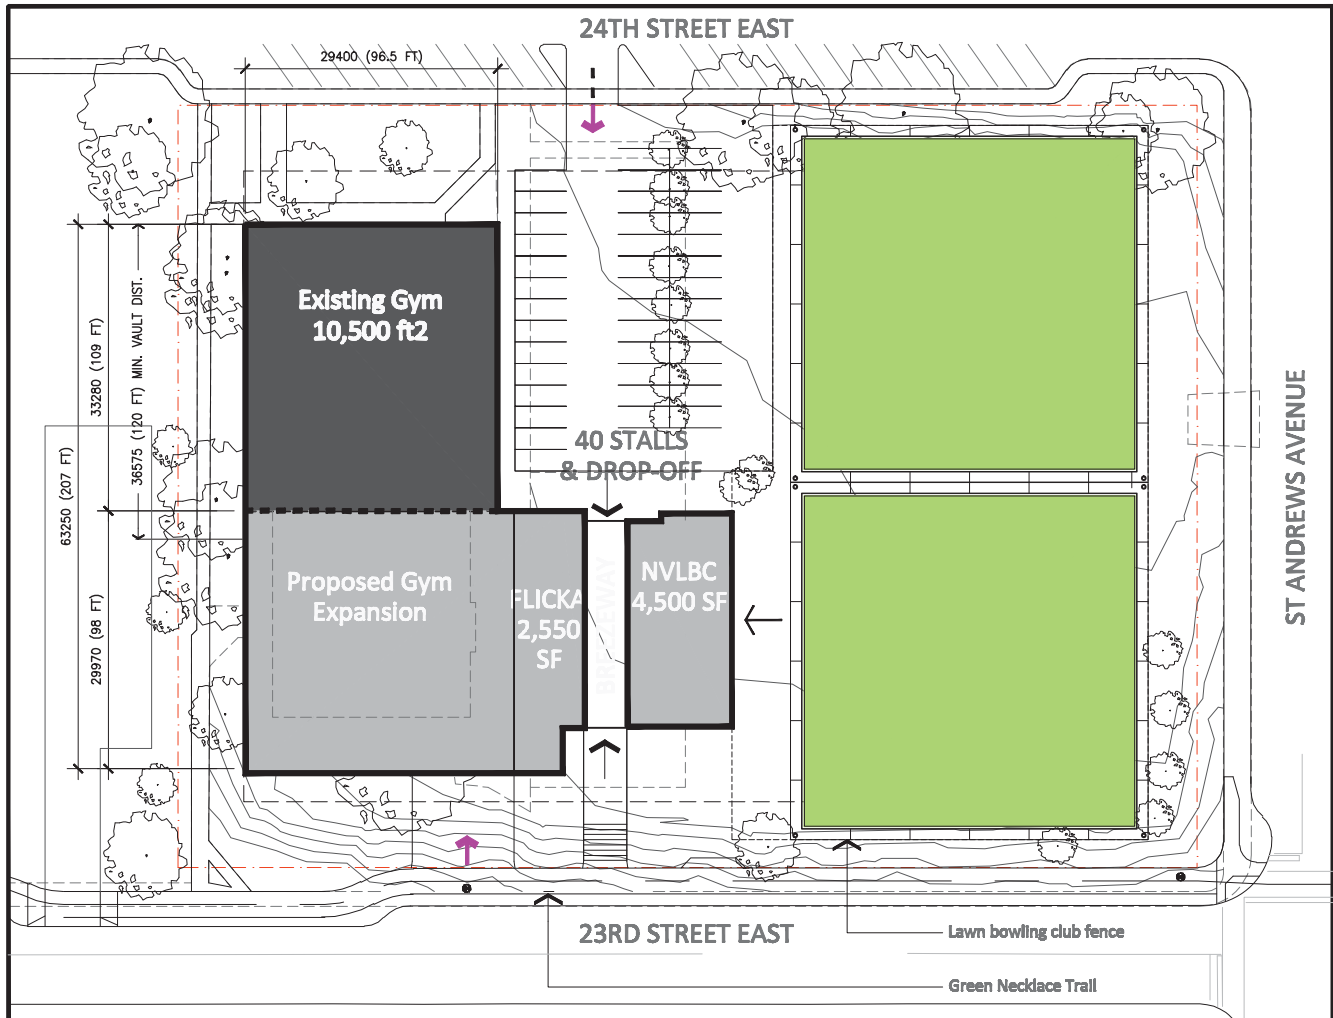 24TH STREET EAST
29400 (96.5 FT)
Existing Gym
10,500 ft2
36575 (120 FT) MIN. VAULT DIST.
33280 (109 FT)
63250 (207 FT)
29970 (98 FT)
40 STALLS
& DROP-OFF
Proposed Gym
Expansion
FLICKA
2,550
SF
BREEZEWAY
NVLBC
4,500 SF
ST ANDREWS AVENUE
23RD STREET EAST
Lawn bowling club fence
Green Necklace Trail